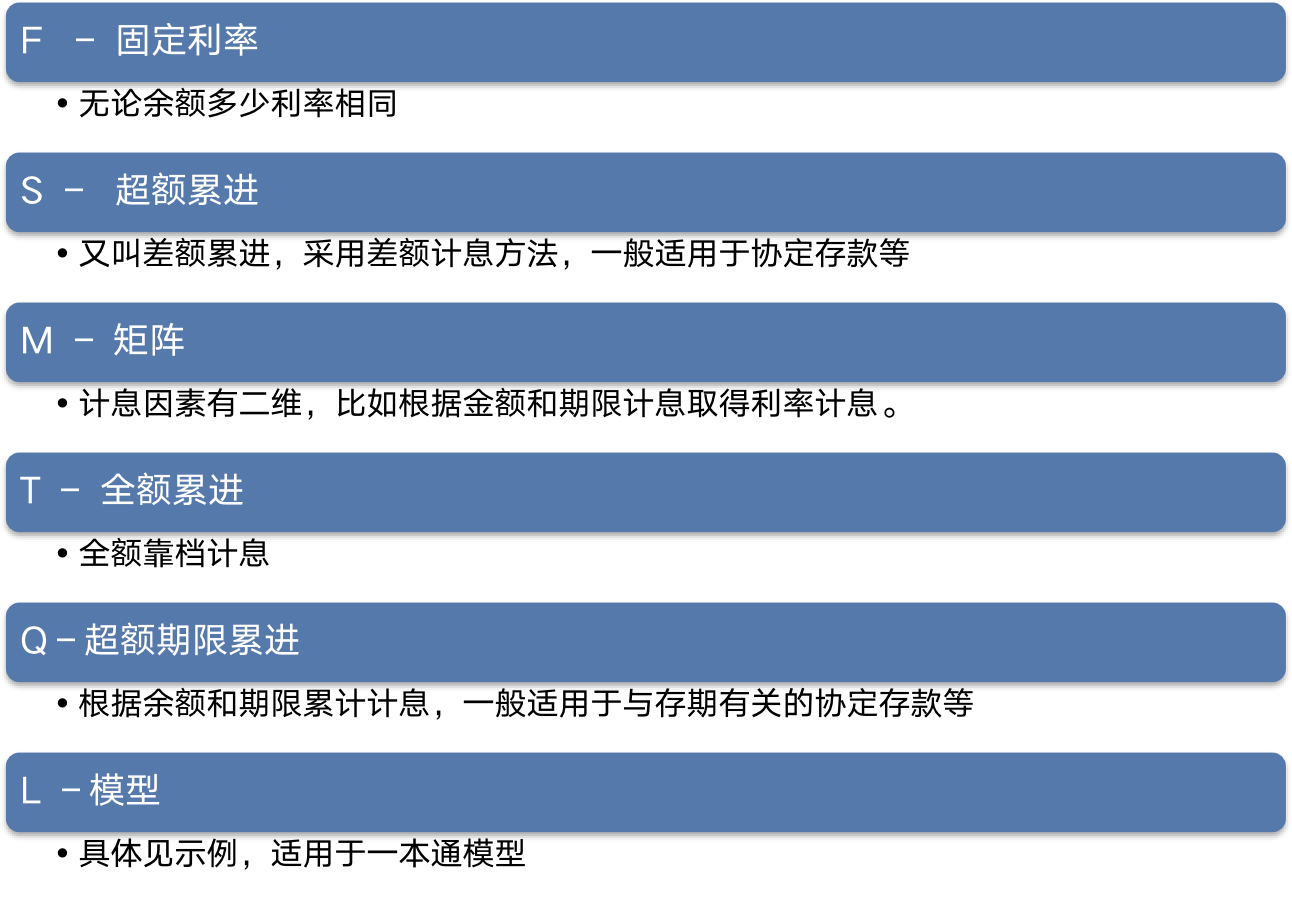 F – 固定利率
• 无论余额多少利率相同
S – 超额累进
• 又叫差额累进，采用差额计息方法，一般适用于协定存款等
M – 矩阵
• 计息因素有二维，比如根据金额和期限计息取得利率计息。
T – 全额累进
• 全额靠档计息
Q – 超额期限累进
• 根据余额和期限累计计息，一般适用于与存期有关的协定存款等
L – 模型
• 具体见示例，适用于一本通模型